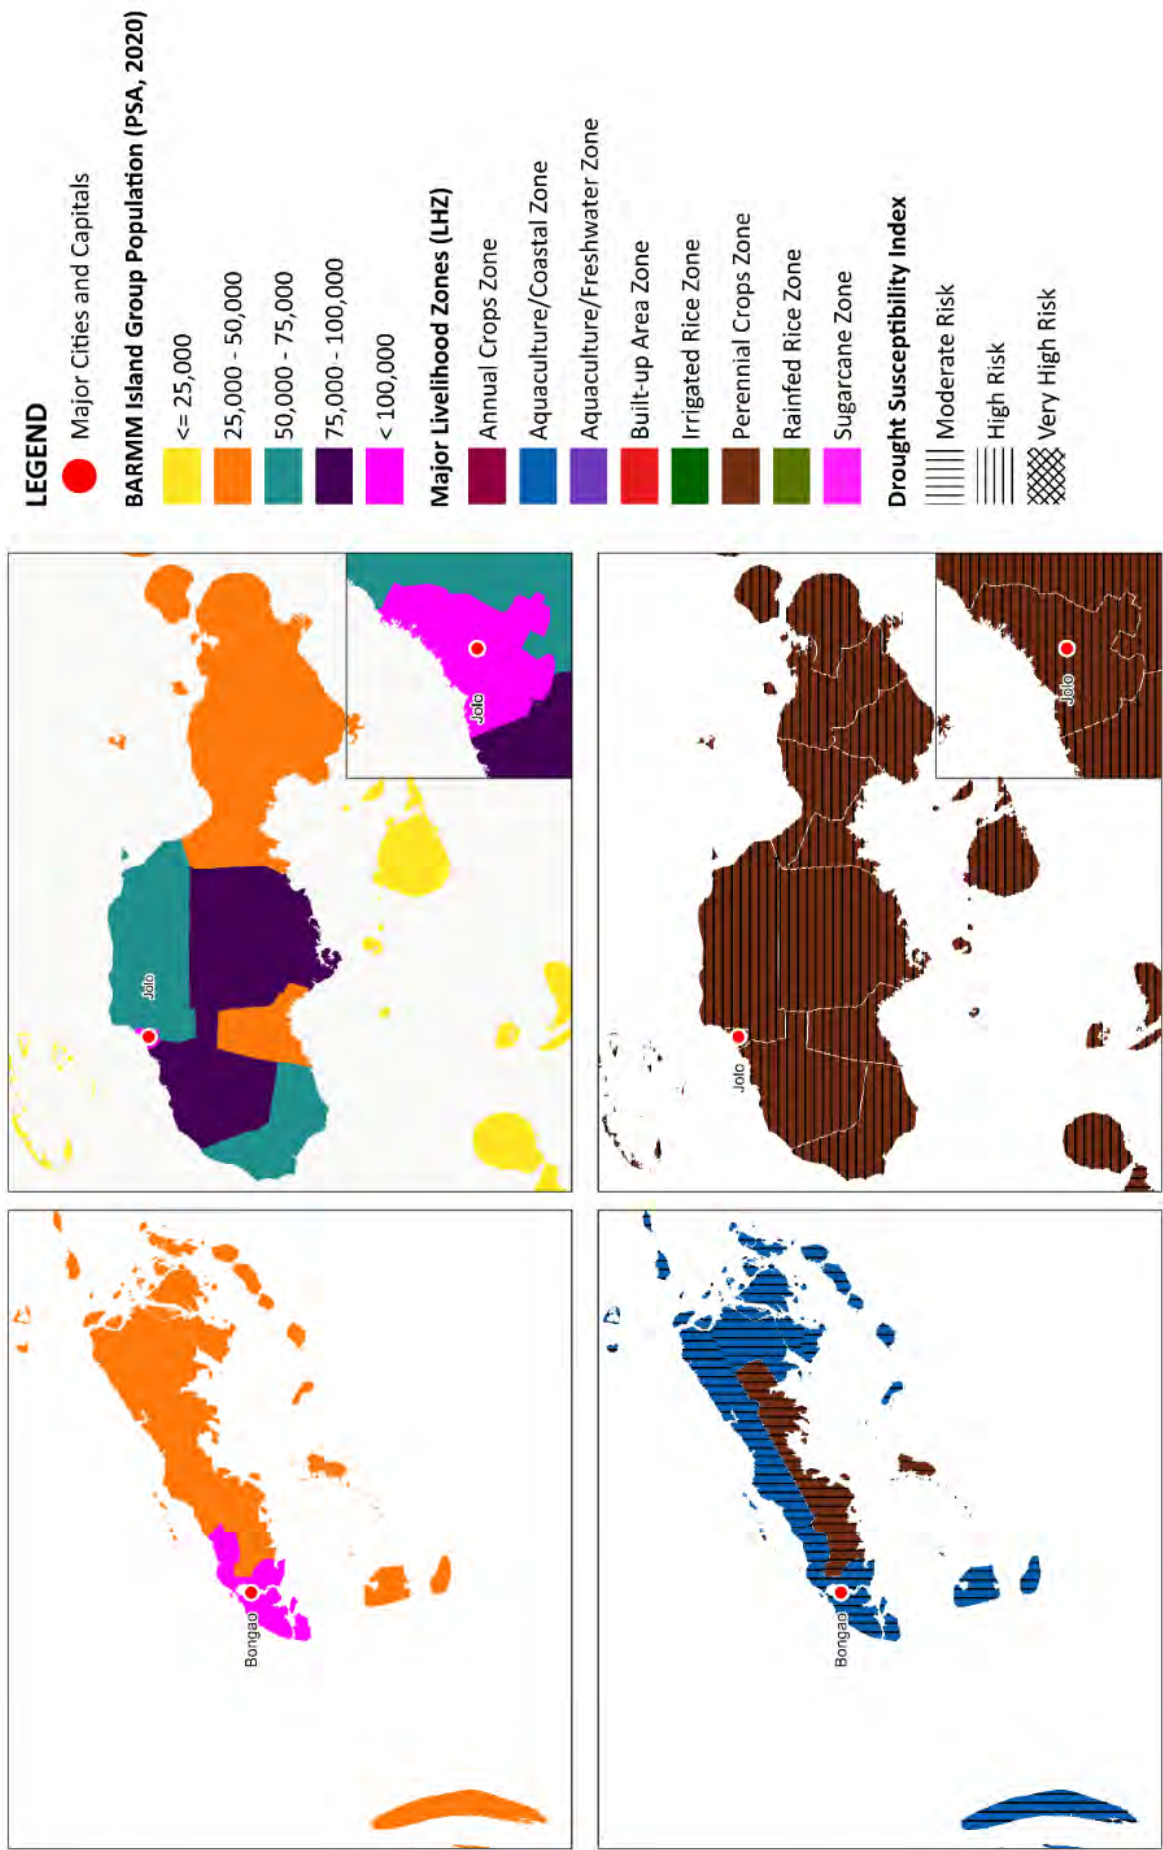 LEGEND
Major Cities and Capitals
BARMM Island Group Population (PSA, 2020)
<= 25,000
25,000 - 50,000
50,000 - 75,000
75,000 - 100,000
< 100,000
Major Livelihood Zones (LHZ)
Annual Crops Zone
Aquaculture/Coastal Zone
Aquaculture/Freshwater Zone
Built-up Area Zone
Irrigated Rice Zone
Perennial Crops Zone
Rainfed Rice Zone
Sugarcane Zone
Drought Susceptibility Index
Moderate Risk
High Risk
Very High Risk
Bongao
Jolo
Jolo
Bongao
Jolo
Jolo